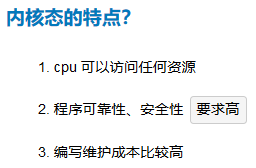 内核态的特点?
1. cpu 可以访问任何资源
2. 程序可靠性、安全性 要求高
3. 编写维护成本比较高